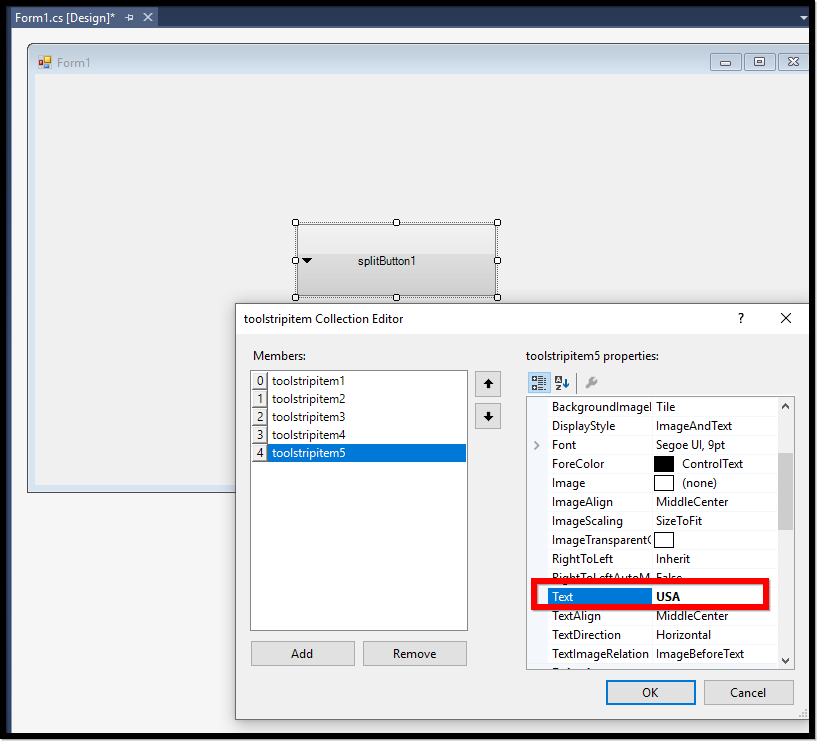 Form1.cs [Design]*
Form1
splitButton1
toolstripitem Collection Editor
?
Members:
toolstripitem5 properties:
0 toolstripitem1
1 toolstripitem2
2 toolstripitem3
3 toolstripitem4
4 toolstripitem5
BackgroundImageI Tile
DisplayStyle ImageAndText
Font Segoe UI, 9pt
ForeColor ControlText
Image (none)
ImageAlign MiddleCenter
ImageScaling SizeToFit
ImageTransparentC
RightToLeft Inherit
RightToLeftAutoM False
Text USA
TextAlign MiddleCenter
TextDirection Horizontal
TextImageRelation ImageBeforeText
Add Remove
OK Cancel